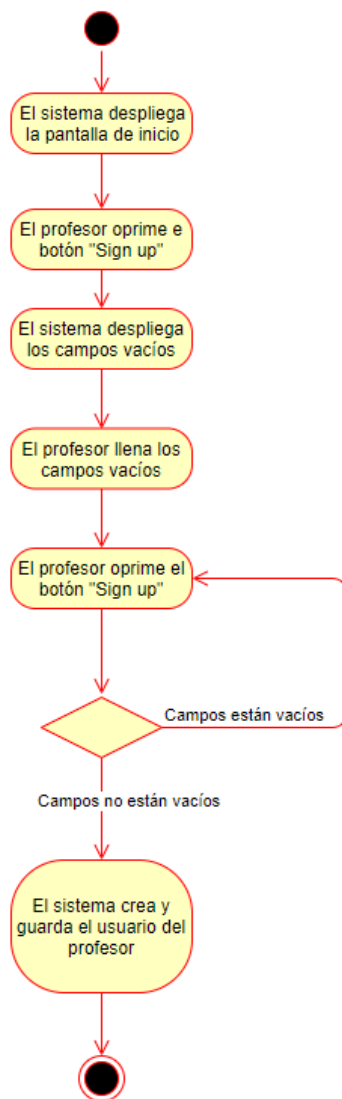 El sistema despliega
la pantalla de inicio
El profesor oprime e
botón "Sign up"
El sistema despliega
los campos vacíos
El profesor llena los
campos vacíos
El profesor oprime el
botón "Sign up"
Campos están vacíos
Campos no están vacíos
El sistema crea y
guarda el usuario del
profesor